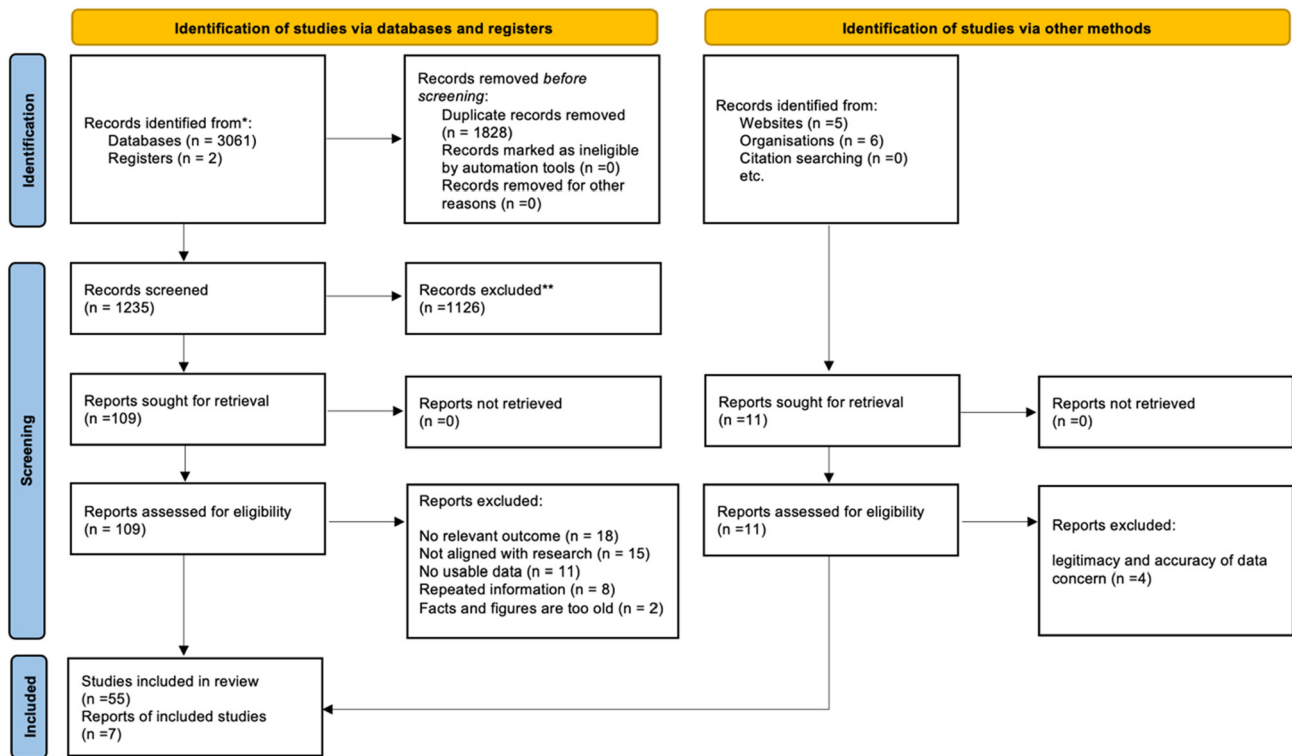 Identification of studies via databases and registers
Identification of studies via other methods
Identification
Records identified from*:
Databases (n = 3061)
Registers (n = 2)
Records removed before
screening:
Duplicate records removed
(n = 1828)
Records marked as ineligible
by automation tools (n =0)
Records removed for other
reasons (n =0)
Records identified from:
Websites (n =5)
Organisations (n = 6)
Citation searching (n =0)
etc.
Screening
Records screened
(n = 1235)
Records excluded**
(n =1126)
Reports sought for retrieval
(n =109)
Reports not retrieved
(n =0)
Reports sought for retrieval
(n =11)
Reports not retrieved
(n =0)
Reports assessed for eligibility
(n = 109)
Reports excluded:
No relevant outcome (n = 18)
Not aligned with research (n = 15)
No usable data (n = 11)
Repeated information (n = 8)
Facts and figures are too old (n = 2)
Reports assessed for eligibility
(n =11)
Reports excluded:
legitimacy and accuracy of data
concern (n =4)
Included
Studies included in review
(n =55)
Reports of included studies
(n =7)